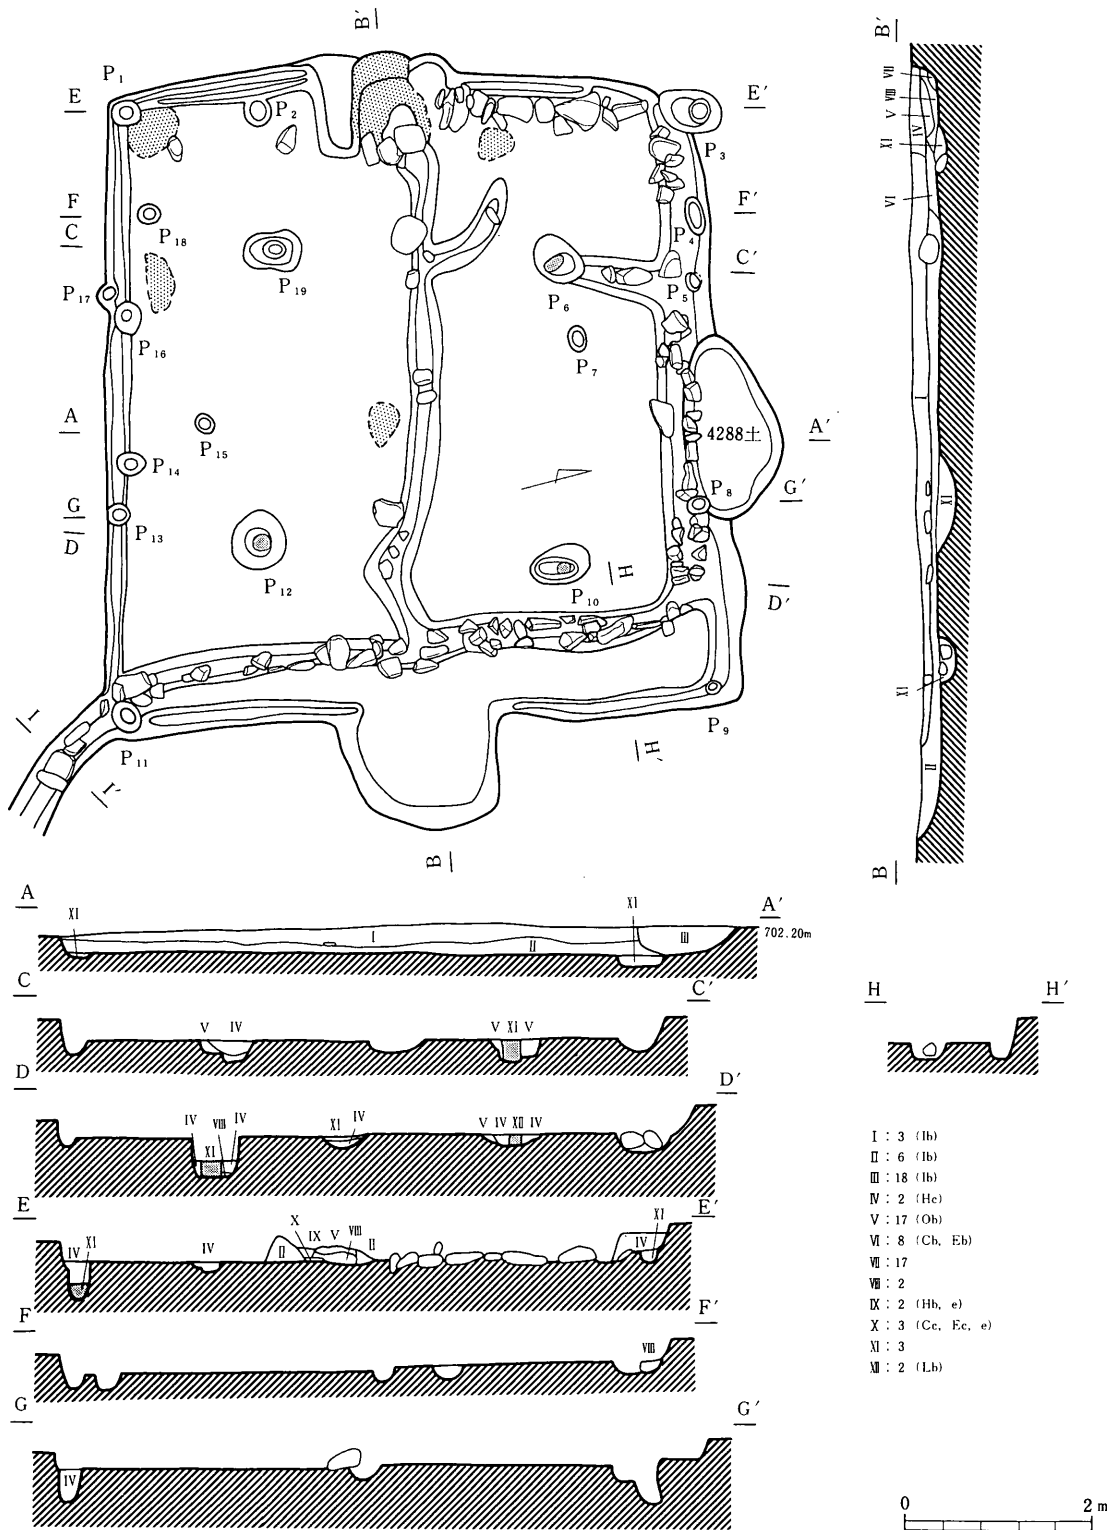 B′
B′
P₁
E
P₂
E′
P₃
F
C
P₁₈
P₁₉
F′
P₄
C′
P₅
P₆
P₁₇
P₁₆
P₇
A
P₁₅
4288土
A′
P₁₄
G
D
P₁₃
P₈
G′
P₁₂
P₁₀
H
D′
I
P₁₁
I′
P₉
H′
B
Ⅶ
Ⅷ
Ⅴ
Ⅳ
Ⅺ
Ⅵ
Ⅰ
Ⅸ
Ⅺ
Ⅱ
B
A
Ⅺ
Ⅰ
Ⅱ
Ⅺ
Ⅲ
A′
702.20m
C
Ⅴ Ⅳ
Ⅴ Ⅺ Ⅴ
C′
H
H′
D
Ⅳ Ⅷ Ⅳ
Ⅺ
Ⅺ Ⅳ
Ⅴ Ⅳ Ⅻ Ⅳ
D′
E
Ⅳ Ⅺ
Ⅳ
Ⅱ Ⅹ Ⅸ Ⅴ Ⅷ Ⅱ
Ⅳ Ⅺ
E′
F
Ⅷ
F′
G
Ⅳ
G′
Ⅰ : 3 (Ib)
Ⅱ : 6 (Ib)
Ⅲ : 18 (Ib)
Ⅳ : 2 (Hc)
Ⅴ : 17 (Ob)
Ⅵ : 8 (Cb, Eb)
Ⅶ : 17
Ⅷ : 2
Ⅸ : 2 (Hb, e)
Ⅹ : 3 (Cc, Ec, e)
Ⅺ : 3
Ⅻ : 2 (Lb)
0 2 m